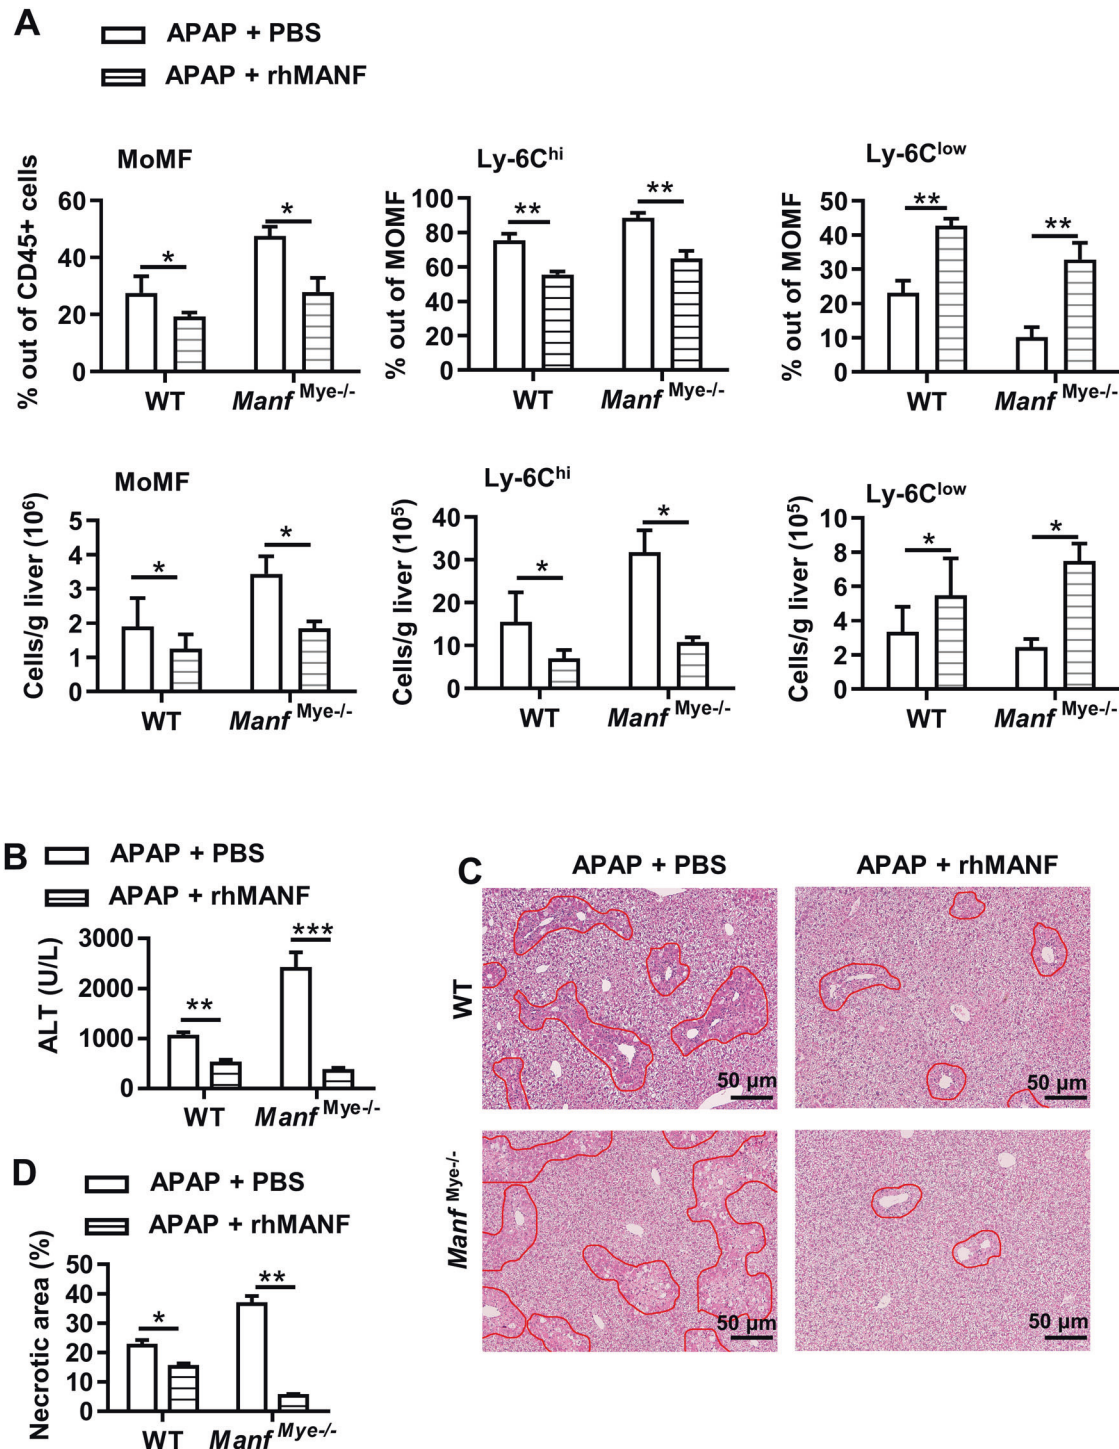 A
APAP + PBS
APAP + rhMANF
MoMF
% out of CD45+ cells
60
40
20
0
*
*
WT
Manf Mye-/-
Ly-6Chi
% out of MOMF
100
80
60
40
20
0
**
**
WT
Manf Mye-/-
Ly-6Clow
% out of MOMF
50
40
30
20
10
0
**
**
WT
Manf Mye-/-
MoMF
Cells/g liver (10⁶)
5
4
3
2
1
0
*
*
WT
Manf Mye-/-
Ly-6Chi
Cells/g liver (10⁵)
40
30
20
10
0
*
*
WT
Manf Mye-/-
Ly-6Clow
Cells/g liver (10⁵)
10
8
6
4
2
0
*
*
WT
Manf Mye-/-
B
APAP + PBS
APAP + rhMANF
ALT (U/L)
3000
2000
1000
0
**
***
WT
Manf Mye-/-
C
APAP + PBS
APAP + rhMANF
WT
50 µm
50 µm
Manf Mye-/-
50 µm
50 µm
D
APAP + PBS
APAP + rhMANF
Necrotic area (%)
50
40
30
20
10
0
*
**
WT
Manf Mye-/-